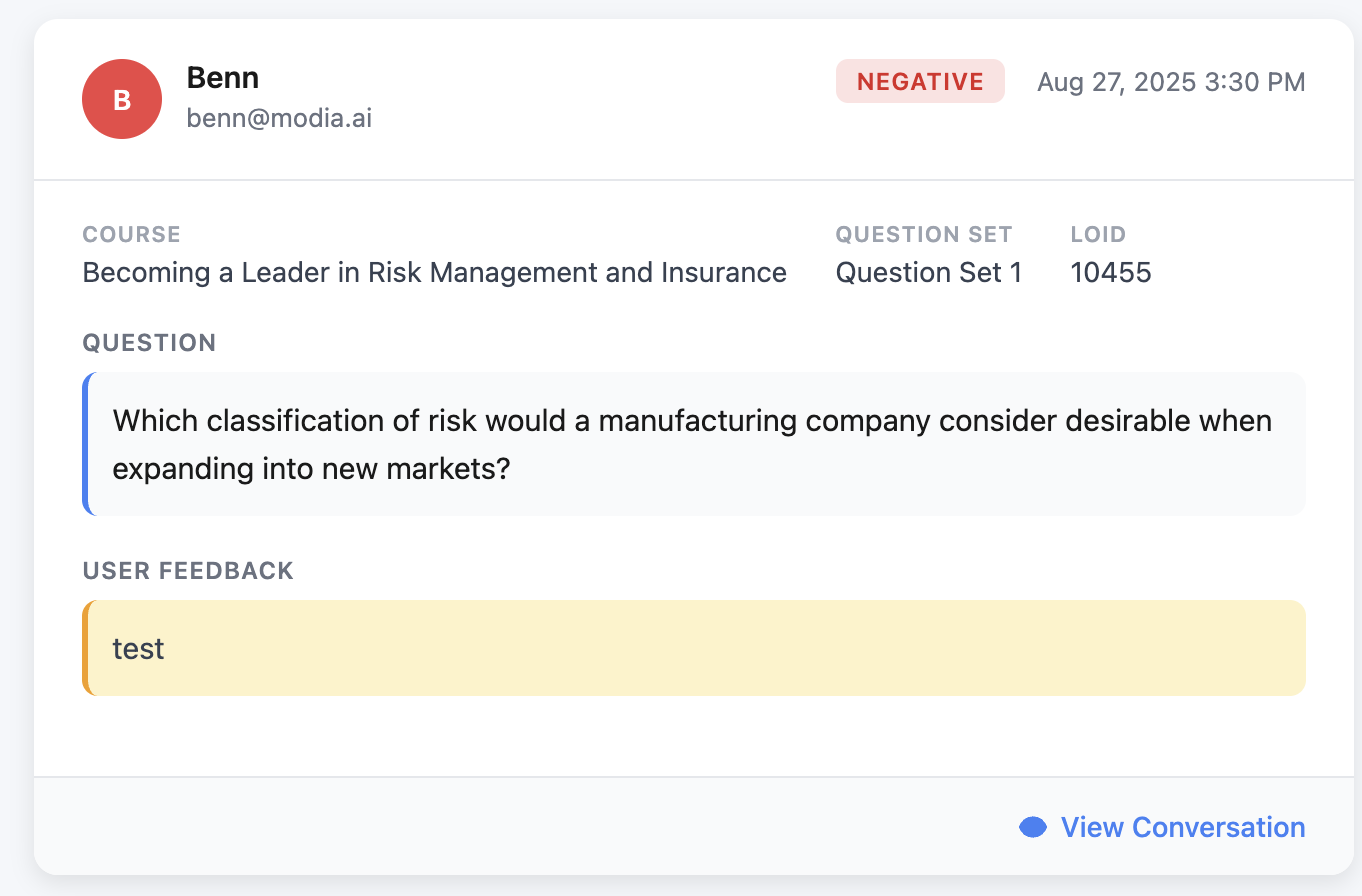 B
Benn
benn@modia.ai
NEGATIVE
Aug 27, 2025 3:30 PM
COURSE
Becoming a Leader in Risk Management and Insurance
QUESTION SET
Question Set 1
LOID
10455
QUESTION
Which classification of risk would a manufacturing company consider desirable when
expanding into new markets?
USER FEEDBACK
test
View Conversation